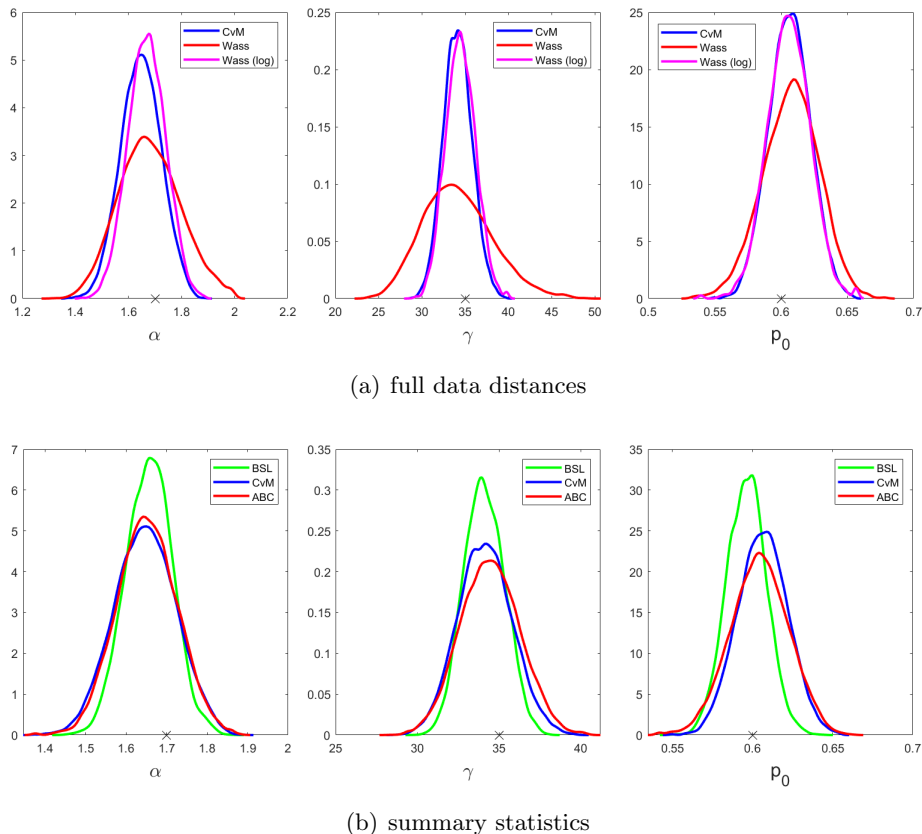 6
5
4
3
2
1
0
1.2 1.4 1.6 1.8 2 2.2
α
CvM
Wass
Wass (log)
0.25
0.2
0.15
0.1
0.05
0
20 25 30 35 40 45 50
γ
CvM
Wass
Wass (log)
25
20
15
10
5
0
0.5 0.55 0.6 0.65 0.7
p0
CvM
Wass
Wass (log)
(a) full data distances
7
6
5
4
3
2
1
0
1.4 1.5 1.6 1.7 1.8 1.9 2
α
BSL
CvM
ABC
0.35
0.3
0.25
0.2
0.15
0.1
0.05
0
25 30 35 40
γ
BSL
CvM
ABC
35
30
25
20
15
10
5
0
0.55 0.6 0.65 0.7
p0
BSL
CvM
ABC
(b) summary statistics